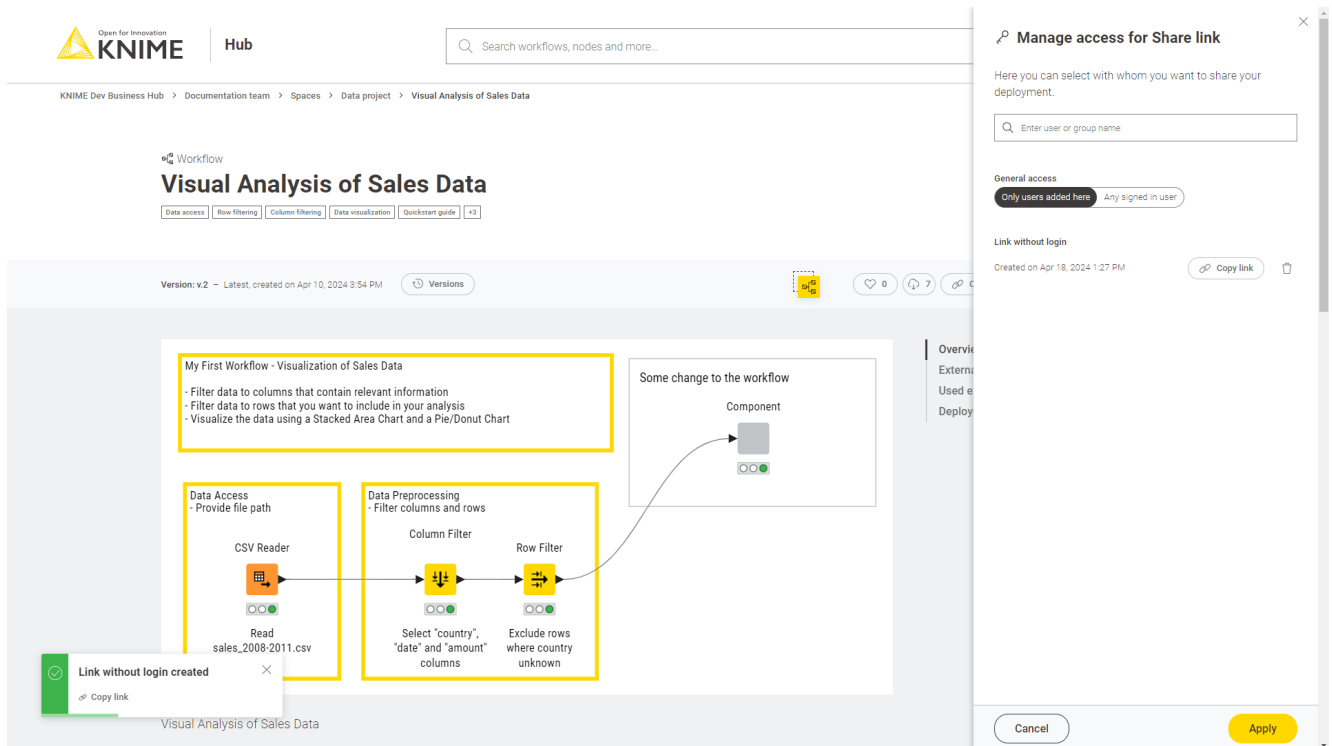 Open for Innovation
KNIME
Hub
Search workflows, nodes and more...
KNIME Dev Business Hub > Documentation team > Spaces > Data project > Visual Analysis of Sales Data
Workflow
Visual Analysis of Sales Data
Data access
Row filtering
Column filtering
Data visualization
Quickstart guide
+3
Version: v.2 – Latest, created on Apr 10, 2024 3:54 PM
Versions
0
7
My First Workflow - Visualization of Sales Data
- Filter data to columns that contain relevant information
- Filter data to rows that you want to include in your analysis
- Visualize the data using a Stacked Area Chart and a Pie/Donut Chart
Some change to the workflow
Component
Data Access
- Provide file path
CSV Reader
Read
sales_2008-2011.csv
Data Preprocessing
- Filter columns and rows
Column Filter
Select "country",
"date" and "amount"
columns
Row Filter
Exclude rows
where country
unknown
Overvie
Externa
Used e
Deploy
Link without login created
Copy link
Visual Analysis of Sales Data
Manage access for Share link
Here you can select with whom you want to share your
deployment.
Enter user or group name
General access
Only users added here
Any signed in user
Link without login
Created on Apr 18, 2024 1:27 PM
Copy link
Cancel
Apply